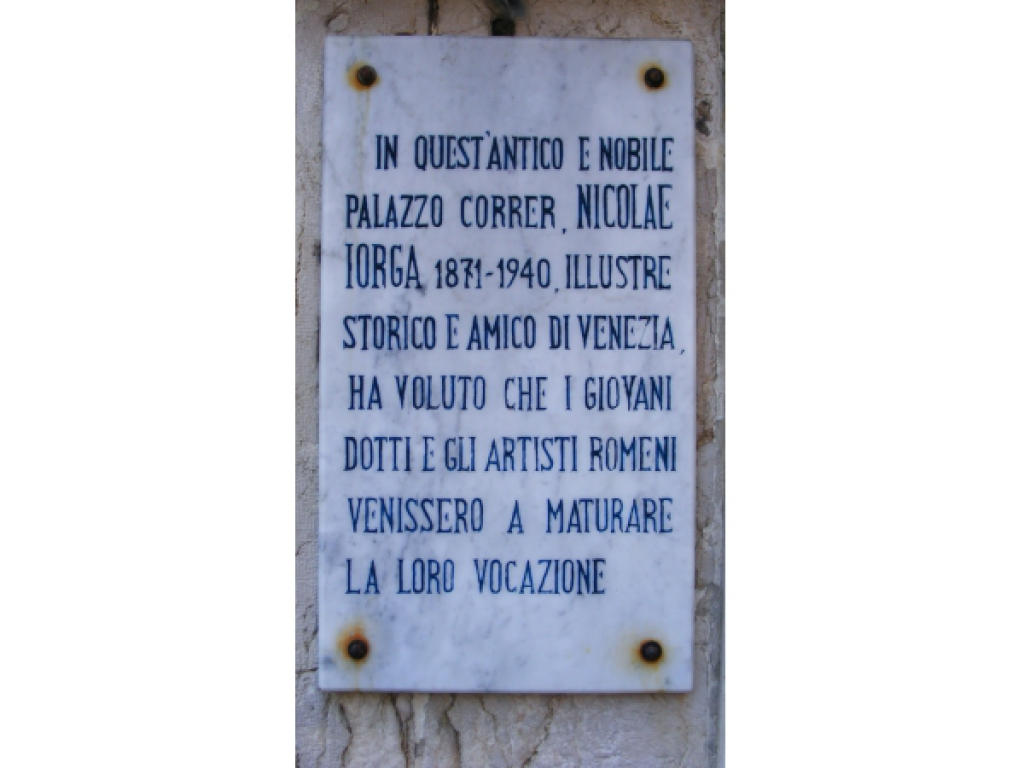 IN QUEST'ANTICO E NOBILE
PALAZZO CORRER, NICOLAE
IORGA, 1871-1940, ILLUSTRE
STORICO E AMICO DI VENEZIA,
HA VOLUTO CHE I GIOVANI
DOTTI E GLI ARTISTI ROMENI
VENISSERO A MATURARE
LA LORO VOCAZIONE